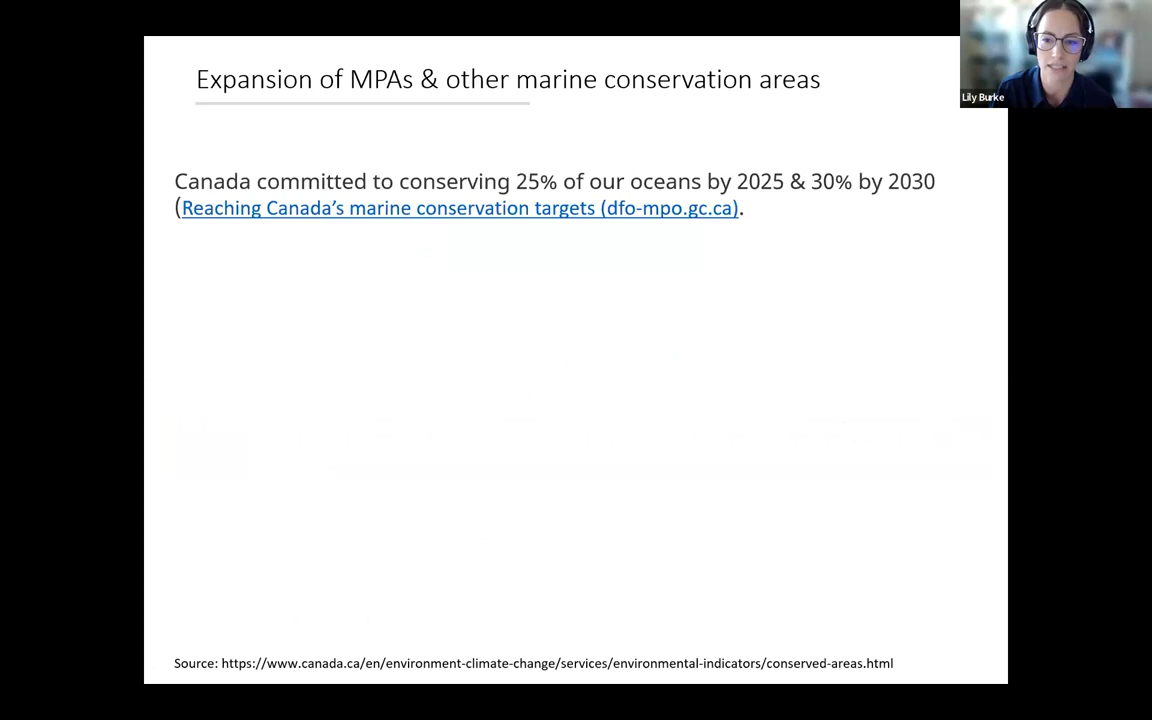 Expansion of MPAs & other marine conservation areas
Canada committed to conserving 25% of our oceans by 2025 & 30% by 2030
(Reaching Canada’s marine conservation targets (dfo-mpo.gc.ca).
Source: https://www.canada.ca/en/environment-climate-change/services/environmental-indicators/conserved-areas.html
Lily Burke